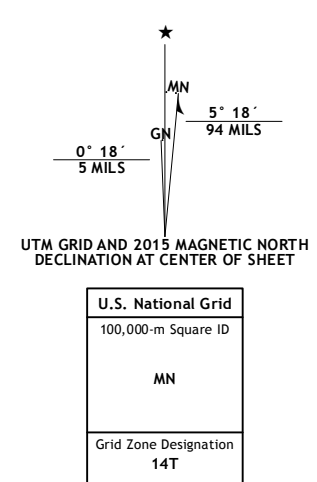 ★
MN
5° 18´
94 MILS
GN
0° 18´
5 MILS
UTM GRID AND 2015 MAGNETIC NORTH
DECLINATION AT CENTER OF SHEET
U.S. National Grid
100,000-m Square ID
MN
Grid Zone Designation
14T